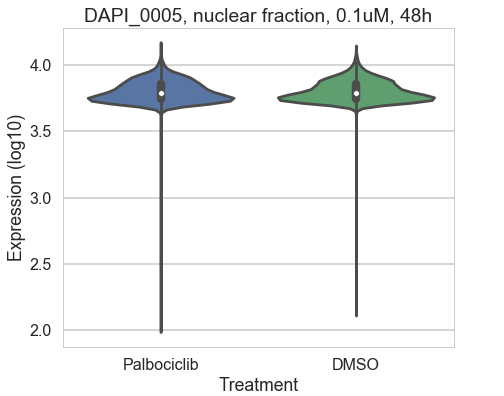 DAPI_0005, nuclear fraction, 0.1uM, 48h
4.0
3.5
3.0
2.5
2.0
Expression (log10)
Palbociclib DMSO
Treatment